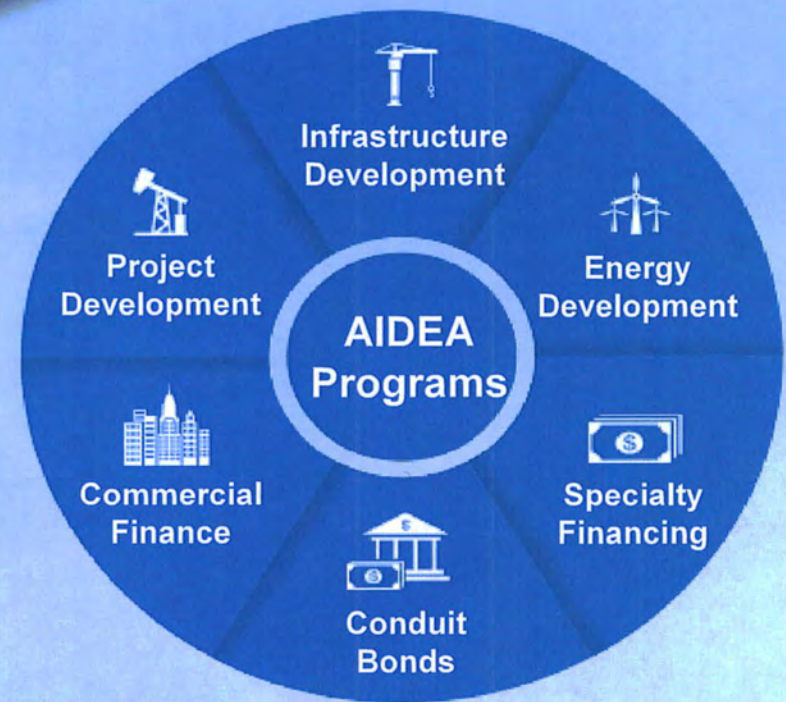 Infrastructure
Development
Energy
Development
Specialty
Financing
Conduit
Bonds
Commercial
Finance
Project
Development
AIDEA
Programs